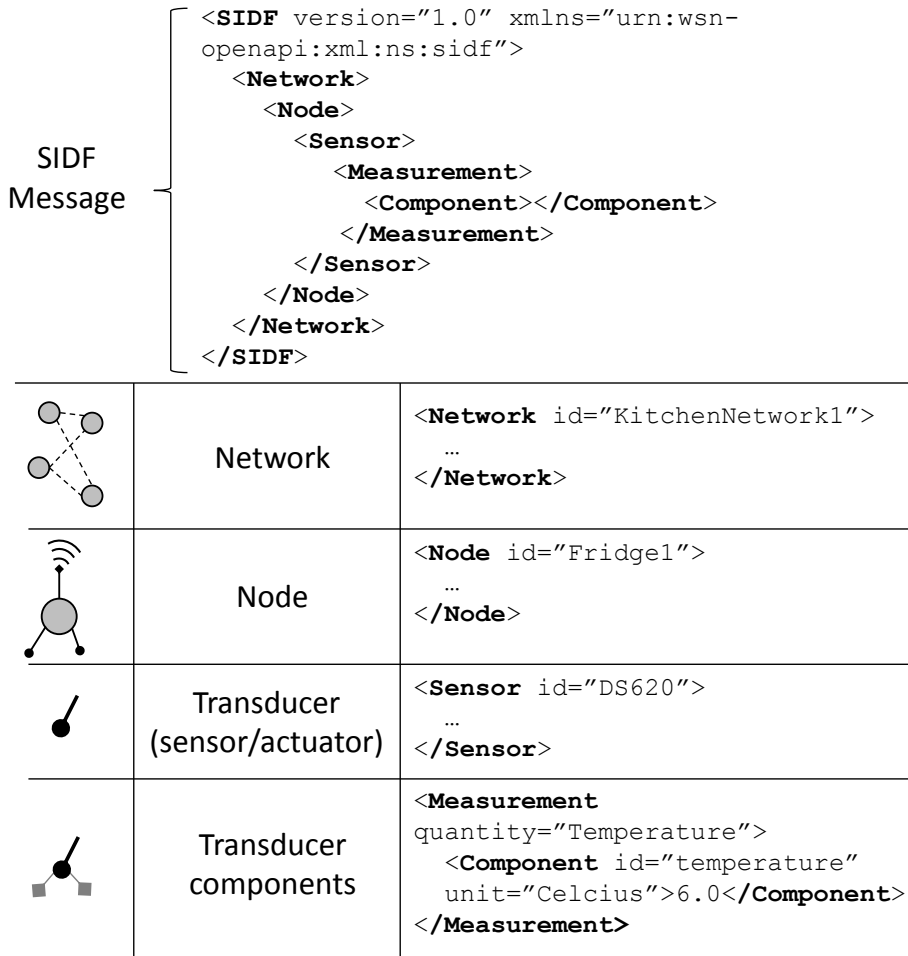 <SIDF version=”1.0” xmlns=”urn:wsn-
openapi:xml:ns:sidf”>
<Network>
<Node>
<Sensor>
<Measurement>
<Component></Component>
</Measurement>
</Sensor>
</Node>
</Network>
</SIDF>
SIDF
Message
Network
<Network id=”KitchenNetwork1”>
…
</Network>
Node
<Node id=”Fridge1”>
…
</Node>
Transducer
(sensor/actuator)
<Sensor id=”DS620”>
…
</Sensor>
Transducer
components
<Measurement
quantity=”Temperature”>
<Component id=”temperature”
unit=”Celcius”>6.0</Component>
</Measurement>